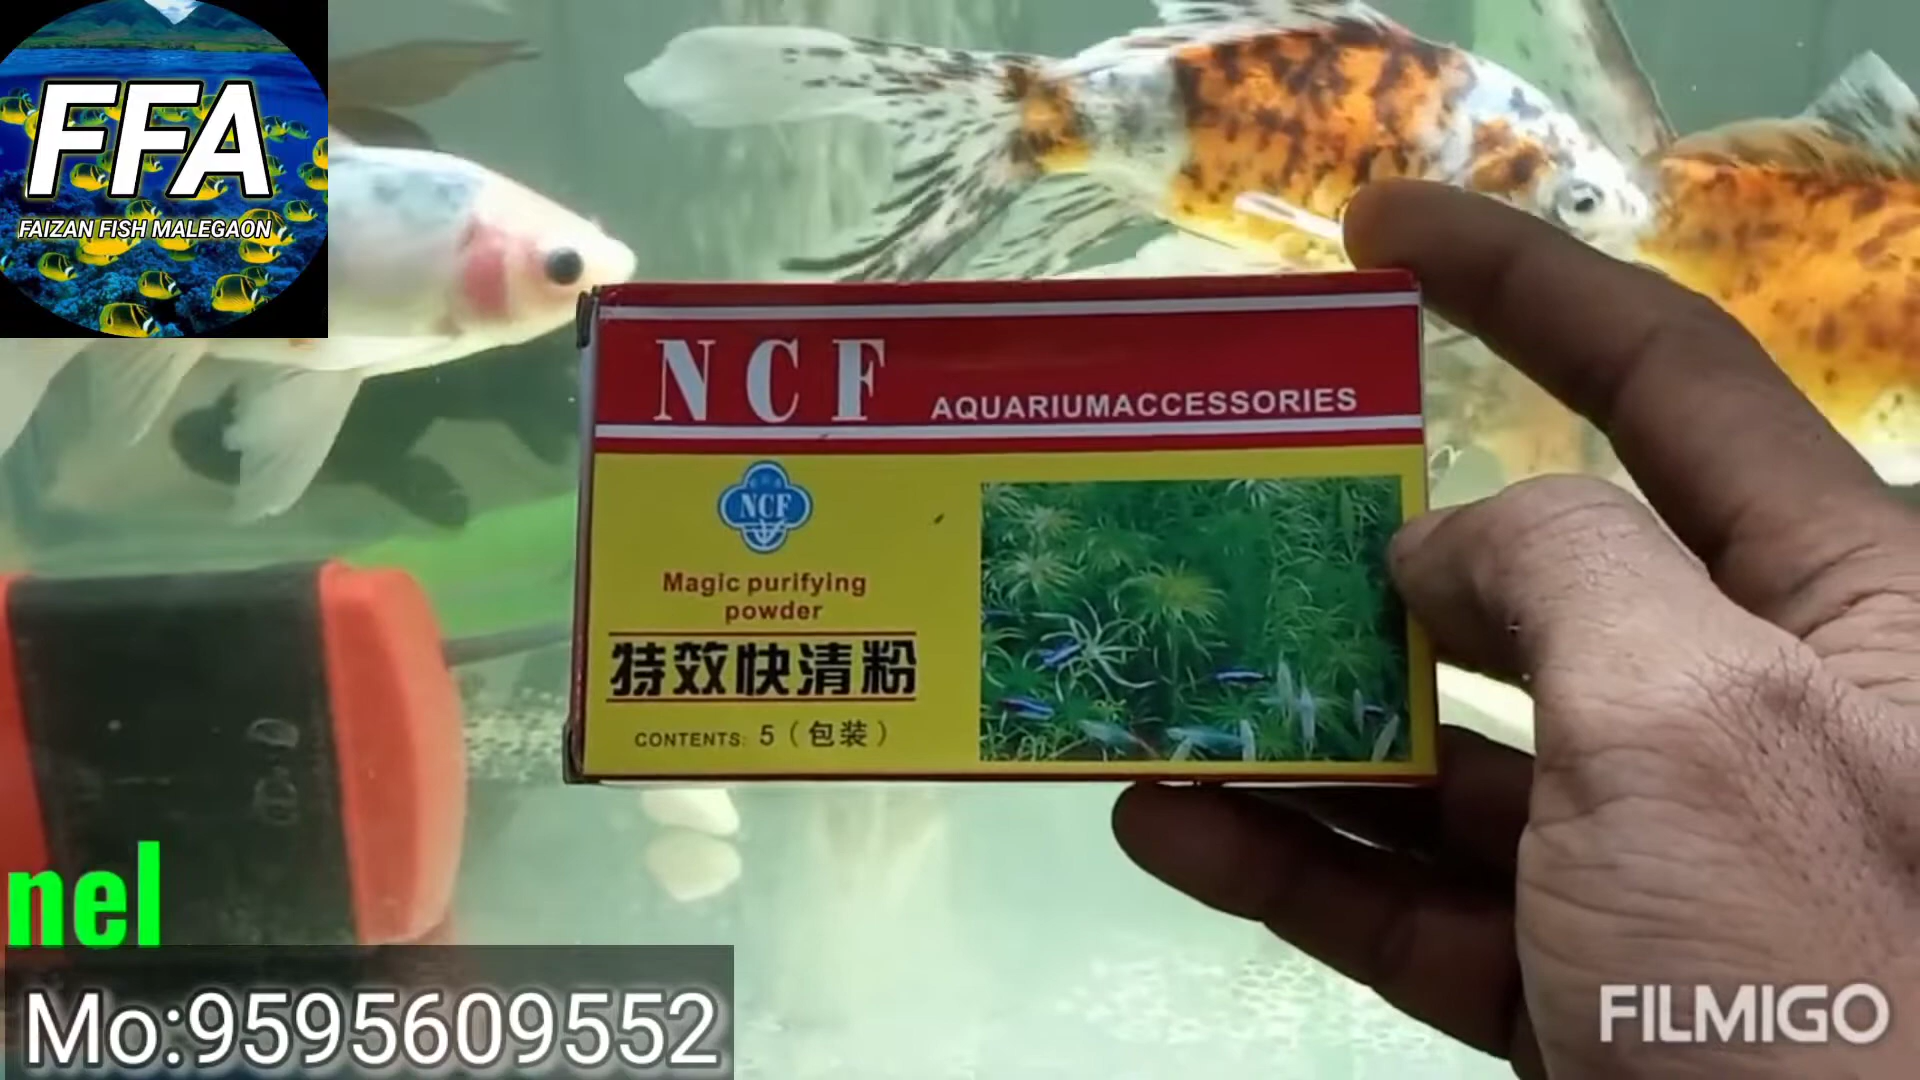 FFA
FAIZAN FISH MALEGAON
N C F
AQUARIUMACCESSORIES
NCF
Magic purifying
powder
特效快清粉
CONTENTS: 5（包装）
nel
Mo:9595609552
FILMIGO